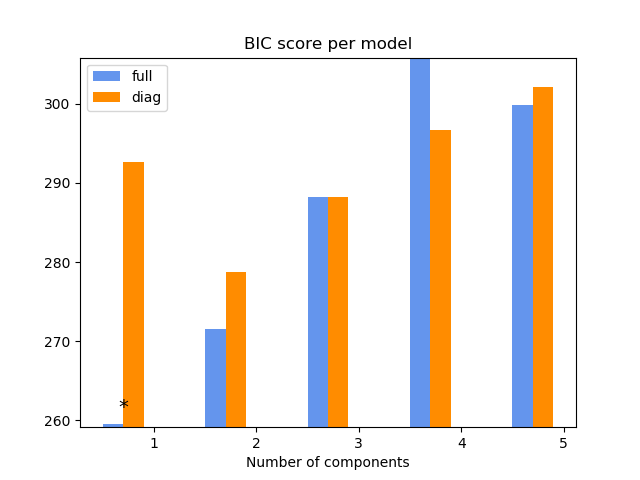 BIC score per model
full
diag
300
290
280
270
260
*
1 2 3 4 5
Number of components